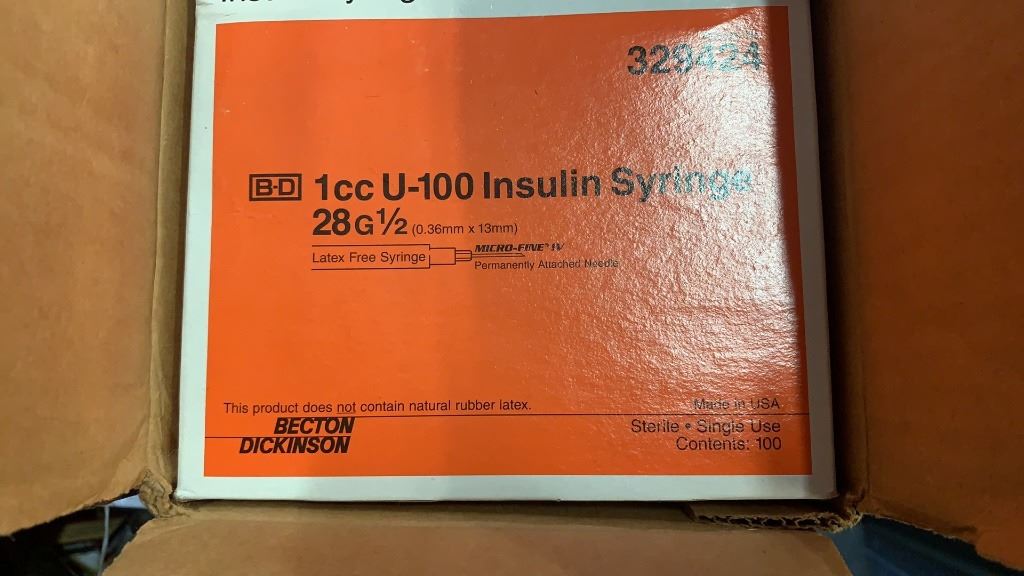 329424
B-D 1cc U-100 Insulin Syringe
28G½ (0.36mm x 13mm)
Latex Free Syringe
MICRO-FINE® IV
Permanently Attached Needle
This product does not contain natural rubber latex.
BECTON
DICKINSON
Made in USA
Sterile • Single Use
Contents: 100